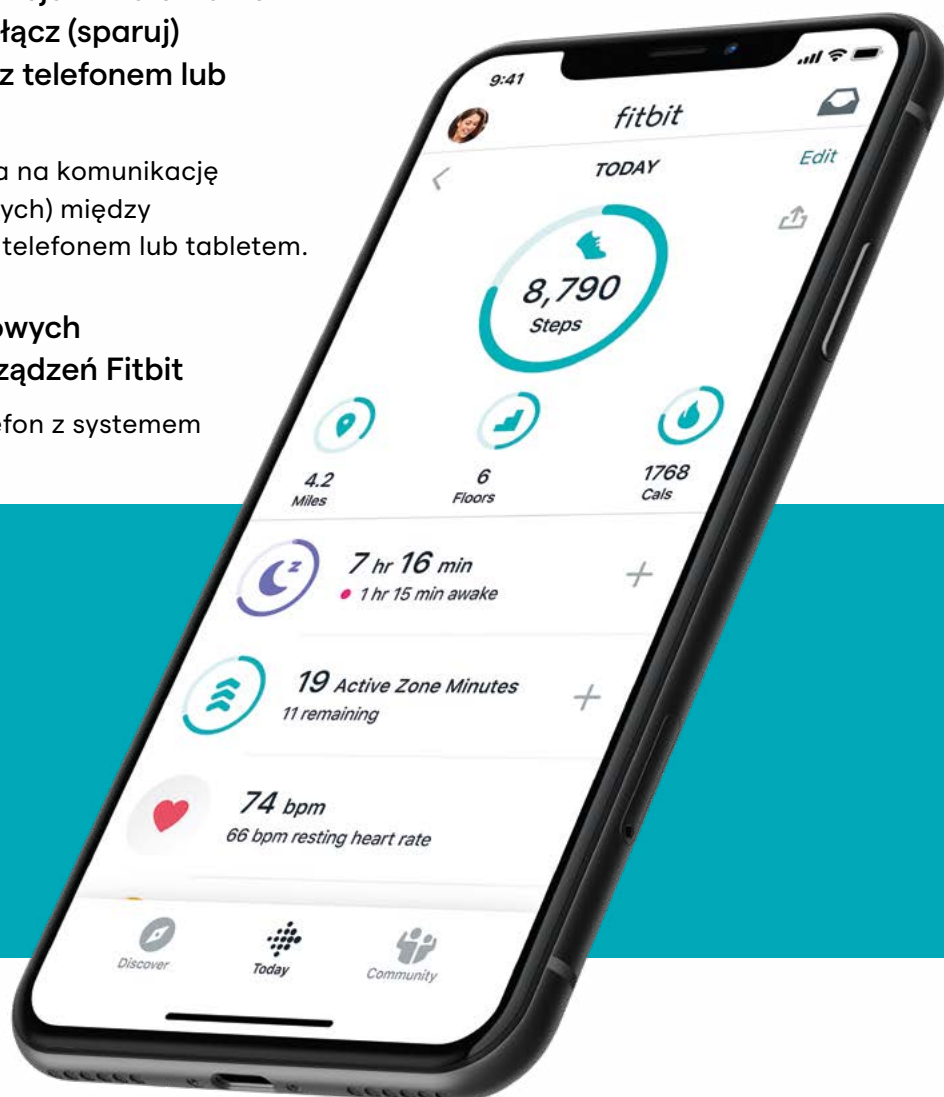 łącz (sparuj)
z telefonem lub
a na komunikację
ych) między
telefonem lub tabletem.
owych
ządzeń Fitbit
efon z systemem
9:41
fitbit
TODAY
Edit
8,790
Steps
4.2
Miles
6
Floors
1768
Cals
7 hr 16 min
1 hr 15 min awake
19 Active Zone Minutes
11 remaining
74 bpm
66 bpm resting heart rate
Discover
Today
Community